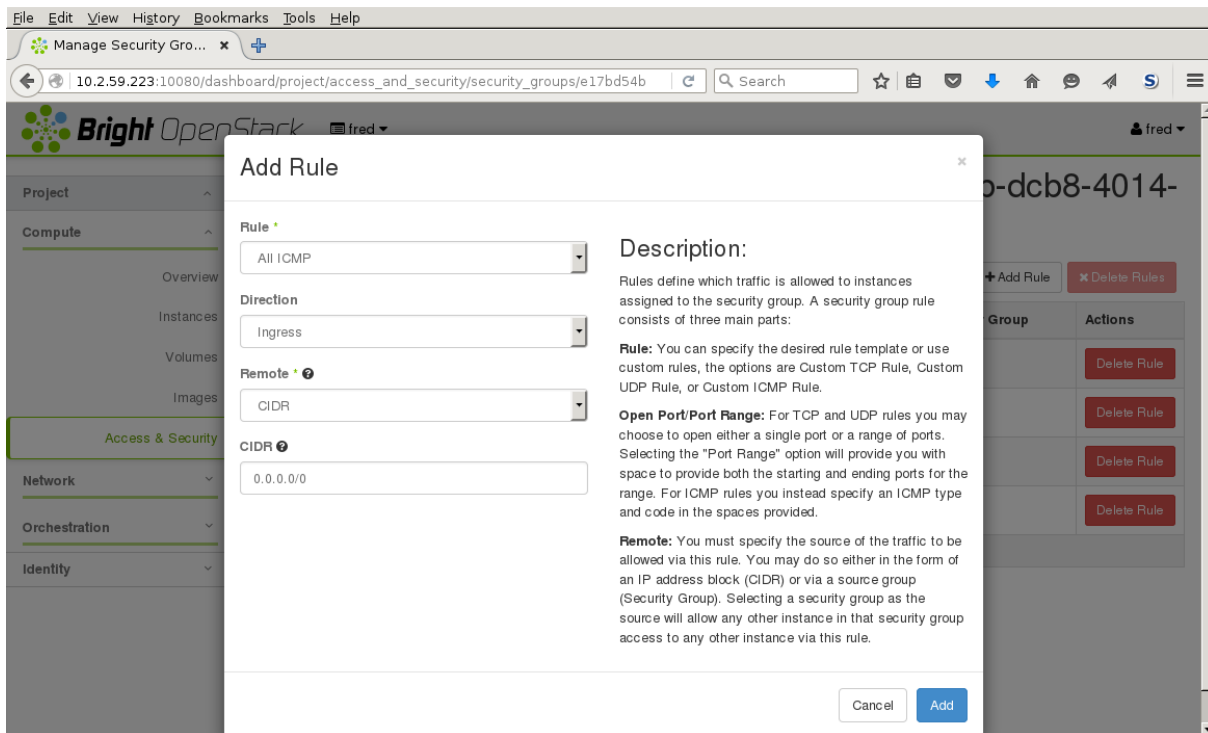 File Edit View History Bookmarks Tools Help
Manage Security Gro... ×
10.2.59.223:10080/dashboard/project/access_and_security/security_groups/e17bd54b Search
Bright OpenStack fred fred
Add Rule ×
-dcb8-4014-
Project
Compute
Overview
Instances
Volumes
Images
Access & Security
Network
Orchestration
Identity
Rule *
All ICMP
Direction
Ingress
Remote *
CIDR
CIDR
0.0.0.0/0
Description:
Rules define which traffic is allowed to instances
assigned to the security group. A security group rule
consists of three main parts:
Rule: You can specify the desired rule template or use
custom rules, the options are Custom TCP Rule, Custom
UDP Rule, or Custom ICMP Rule.
Open Port/Port Range: For TCP and UDP rules you may
choose to open either a single port or a range of ports.
Selecting the "Port Range" option will provide you with
space to provide both the starting and ending ports for the
range. For ICMP rules you instead specify an ICMP type
and code in the spaces provided.
Remote: You must specify the source of the traffic to be
allowed via this rule. You may do so either in the form of
an IP address block (CIDR) or via a source group
(Security Group). Selecting a security group as the
source will allow any other instance in that security group
access to any other instance via this rule.
Cancel Add
+ Add Rule × Delete Rules
Group Actions
Delete Rule
Delete Rule
Delete Rule
Delete Rule